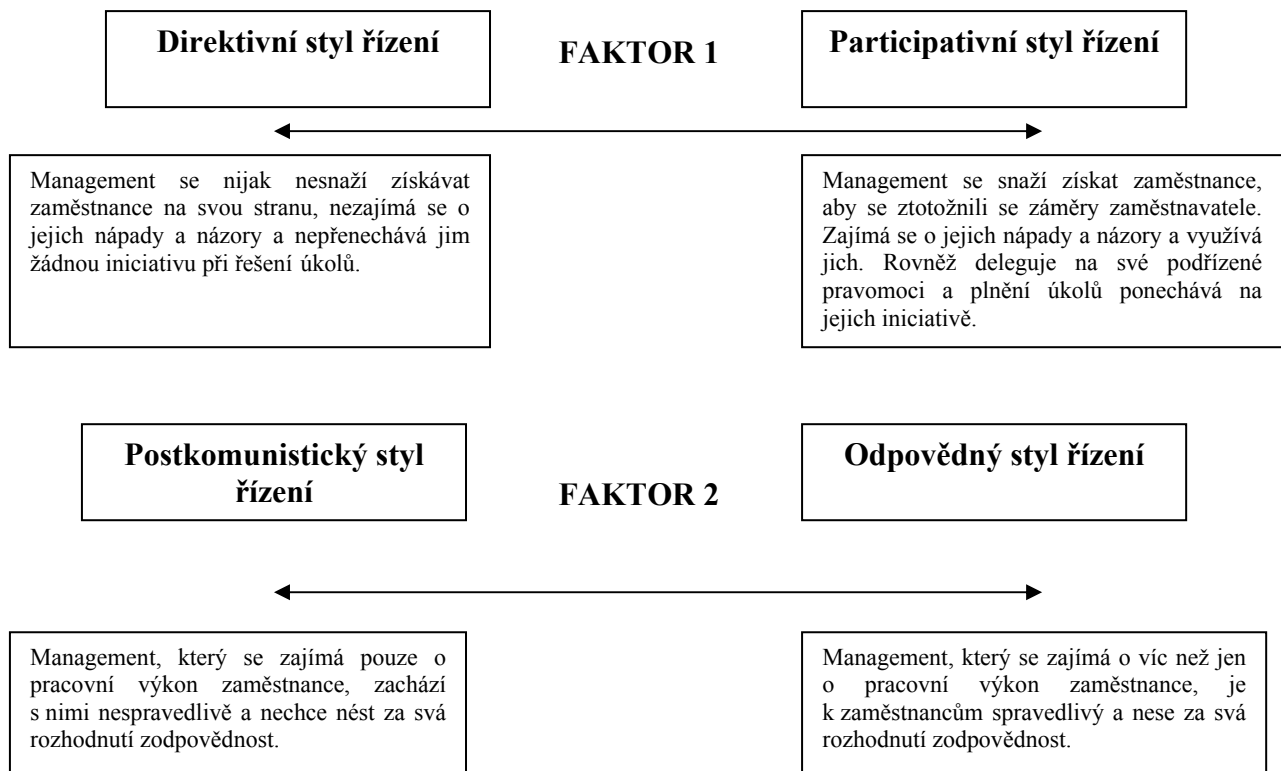 Direktivní styl řízení
FAKTOR 1
Participativní styl řízení
Management se nijak nesnaží získávat
zaměstnance na svou stranu, nezajímá se o
jejich nápady a názory a nepřenechává jim
žádnou iniciativu při řešení úkolů.
Management se snaží získat zaměstnance,
aby se ztotožnili se záměry zaměstnavatele.
Zajímá se o jejich nápady a názory a využívá
jich. Rovněž deleguje na své podřízené
pravomoci a plnění úkolů ponechává na
jejich iniciativě.
Postkomunistický styl
řízení
FAKTOR 2
Odpovědný styl řízení
Management, který se zajímá pouze o
pracovní výkon zaměstnance, zachází
s nimi nespravedlivě a nechce nést za svá
rozhodnutí zodpovědnost.
Management, který se zajímá o víc než jen
o pracovní výkon zaměstnance, je
k zaměstnancům spravedlivý a nese za svá
rozhodnutí zodpovědnost.